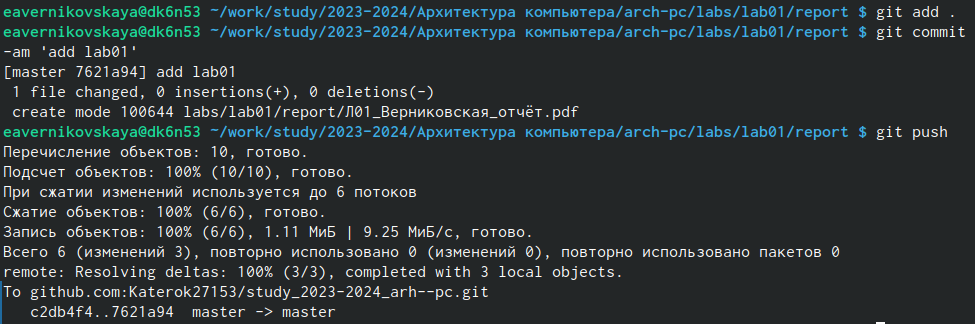 eavernikovskaya@dk6n53 ~/work/study/2023-2024/Архитектура компьютера/arch-pc/labs/lab01/report $ git add .
eavernikovskaya@dk6n53 ~/work/study/2023-2024/Архитектура компьютера/arch-pc/labs/lab01/report $ git commit
-am 'add lab01'
[master 7621a94] add lab01
 1 file changed, 0 insertions(+), 0 deletions(-)
 create mode 100644 labs/lab01/report/Л01_Верниковская_отчёт.pdf
eavernikovskaya@dk6n53 ~/work/study/2023-2024/Архитектура компьютера/arch-pc/labs/lab01/report $ git push
Перечисление объектов: 10, готово.
Подсчет объектов: 100% (10/10), готово.
При сжатии изменений используется до 6 потоков
Сжатие объектов: 100% (6/6), готово.
Запись объектов: 100% (6/6), 1.11 МиБ | 9.25 МиБ/с, готово.
Всего 6 (изменений 3), повторно использовано 0 (изменений 0), повторно использовано пакетов 0
remote: Resolving deltas: 100% (3/3), completed with 3 local objects.
To github.com:Katerok27153/study_2023-2024_arh--pc.git
   c2db4f4..7621a94  master -> master